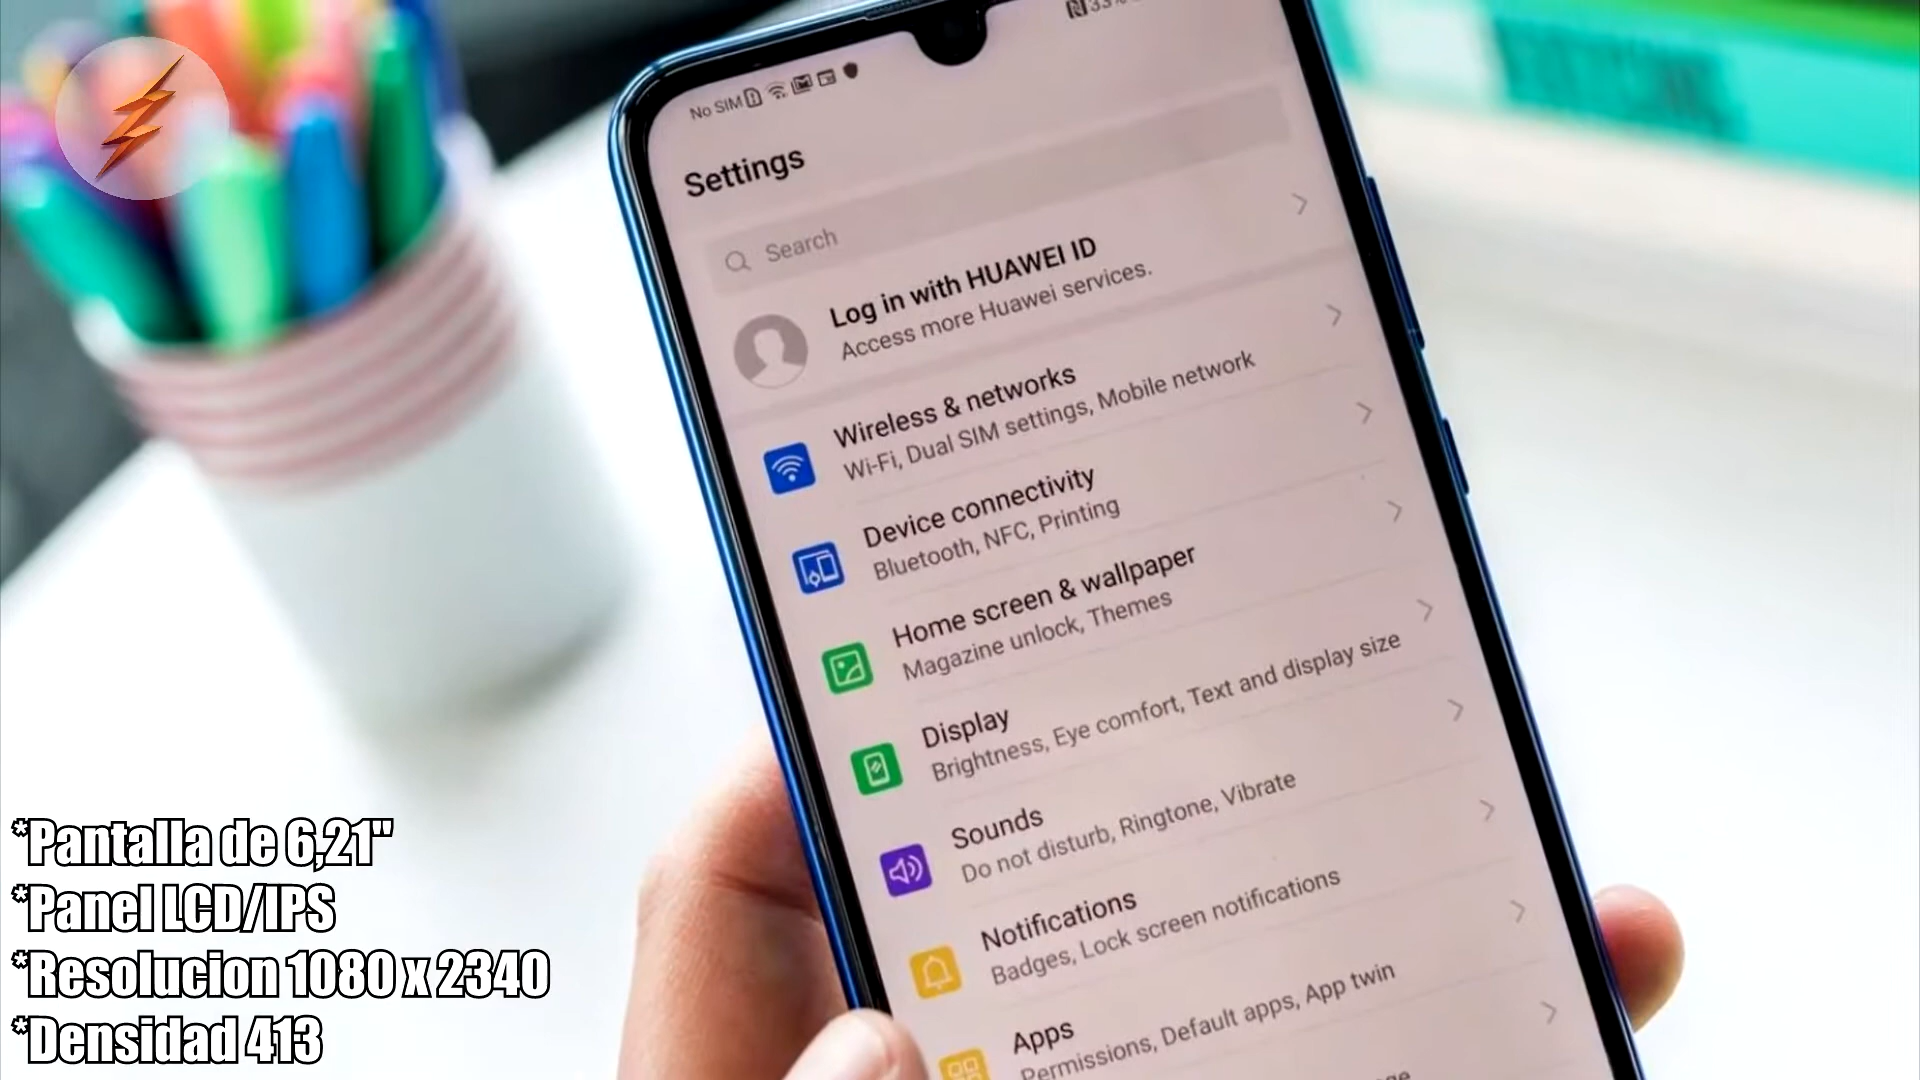 No SIM
33%
Settings
Search
Log in with HUAWEI ID
Access more Huawei services.
Wireless & networks
Wi-Fi, Dual SIM settings, Mobile network
Device connectivity
Bluetooth, NFC, Printing
Home screen & wallpaper
Magazine unlock, Themes
Display
Brightness, Eye comfort, Text and display size
Sounds
Do not disturb, Ringtone, Vibrate
Notifications
Badges, Lock screen notifications
Apps
Permissions, Default apps, App twin
*Pantalla de 6,21"
*Panel LCD/IPS
*Resolucion 1080 x 2340
*Densidad 413